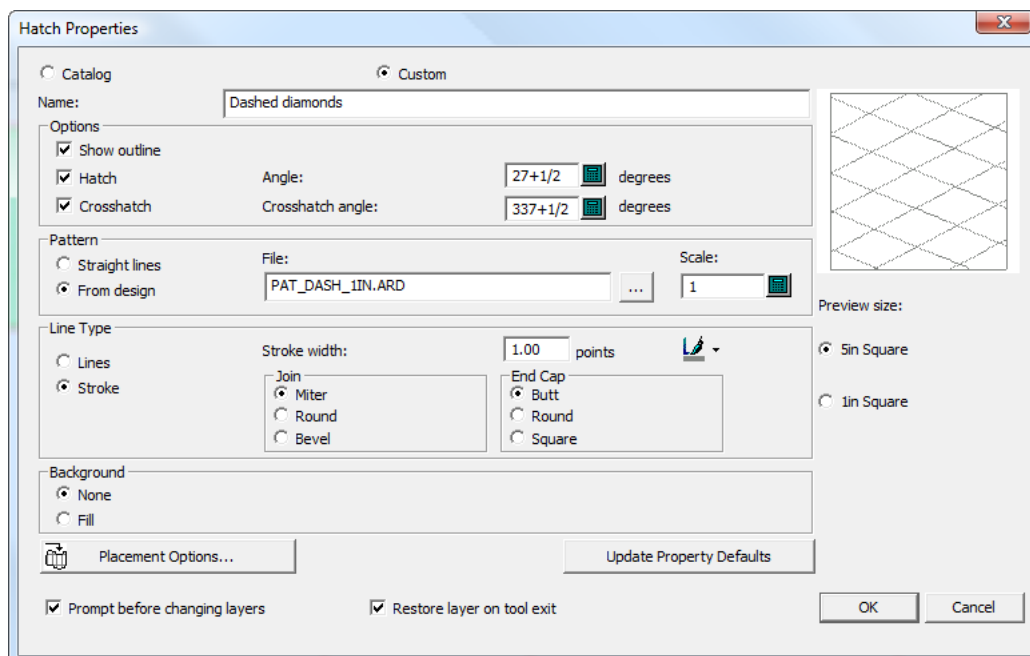 Hatch Properties
Catalog
Custom
Name:
Dashed diamonds
Options
Show outline
Hatch
Angle:
27+1/2
degrees
Crosshatch
Crosshatch angle:
337+1/2
degrees
Pattern
Straight lines
From design
File:
PAT_DASH_1IN.ARD
...
Scale:
1
Preview size:
5in Square
1in Square
Line Type
Lines
Stroke
Stroke width:
1.00
points
Join
Miter
Round
Bevel
End Cap
Butt
Round
Square
Background
None
Fill
Placement Options...
Update Property Defaults
Prompt before changing layers
Restore layer on tool exit
OK
Cancel